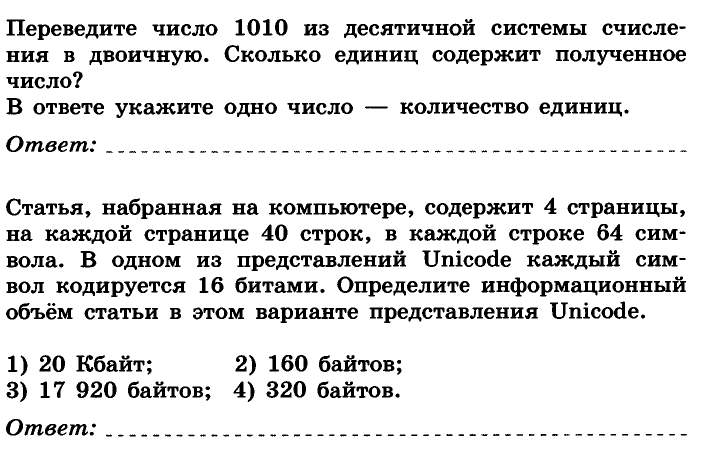 Переведите число 1010 из десятичной системы счисле-
ния в двоичную. Сколько единиц содержит полученное
число?
В ответе укажите одно число — количество единиц.
Ответ:
Статья, набранная на компьютере, содержит 4 страницы,
на каждой странице 40 строк, в каждой строке 64 сим-
вола. В одном из представлений Unicode каждый сим-
вол кодируется 16 битами. Определите информационный
объём статьи в этом варианте представления Unicode.
1) 20 Кбайт; 2) 160 байтов;
3) 17 920 байтов; 4) 320 байтов.
Ответ: